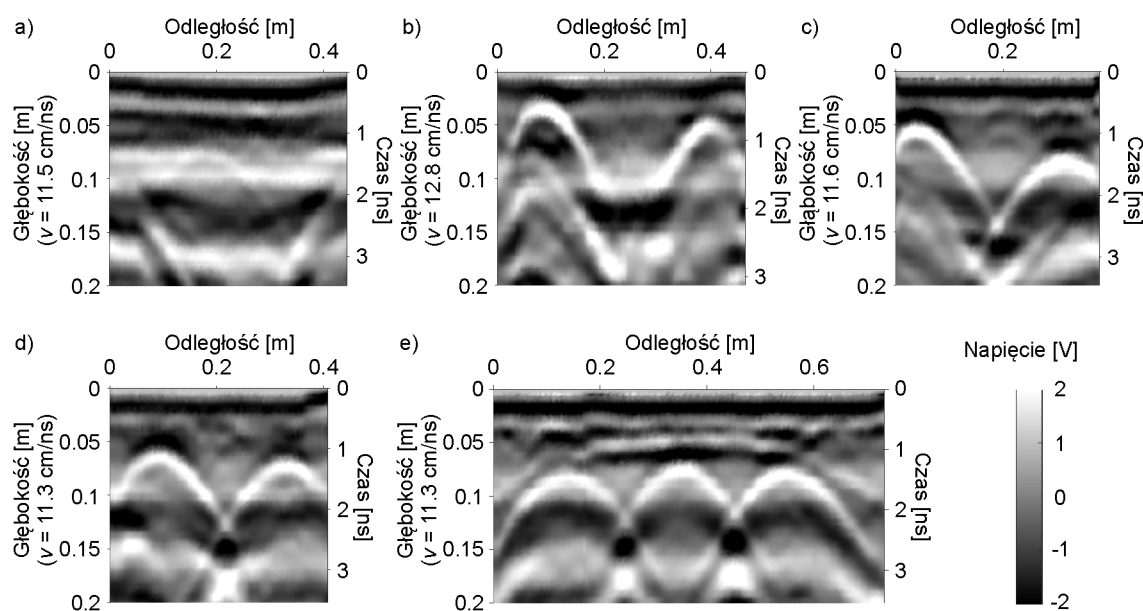 a)
Odległość [m]
0 0.2 0.4
0 0.05 0.1 0.15 0.2
Głębokość [m]
(v = 11.5 cm/ns)
0 1 2 3
Czas [ns]
b)
Odległość [m]
0 0.2 0.4
0 0.05 0.1 0.15 0.2
Głębokość [m]
(v = 12.8 cm/ns)
0 1 2 3
Czas [ns]
c)
Odległość [m]
0 0.2
0 0.05 0.1 0.15 0.2
Głąbokość [m]
(v = 11.6 cm/ns)
0 1 2 3
Czas [ns]
d)
Odległość [m]
0 0.2 0.4
0 0.05 0.1 0.15 0.20
Głębokość [m]
(v = 11.3 cm/ns)
0 1 2 3
Czas [ns]
e)
Odległość [m]
0 0.2 0.4 0.6
0 0.05 0.1 0.15 0.20
Głębokość [m]
(v = 11.3 cm/ns)
0 1 2 3
Czas [ns]
Napięcie [V]
2
1
0
-1
-2